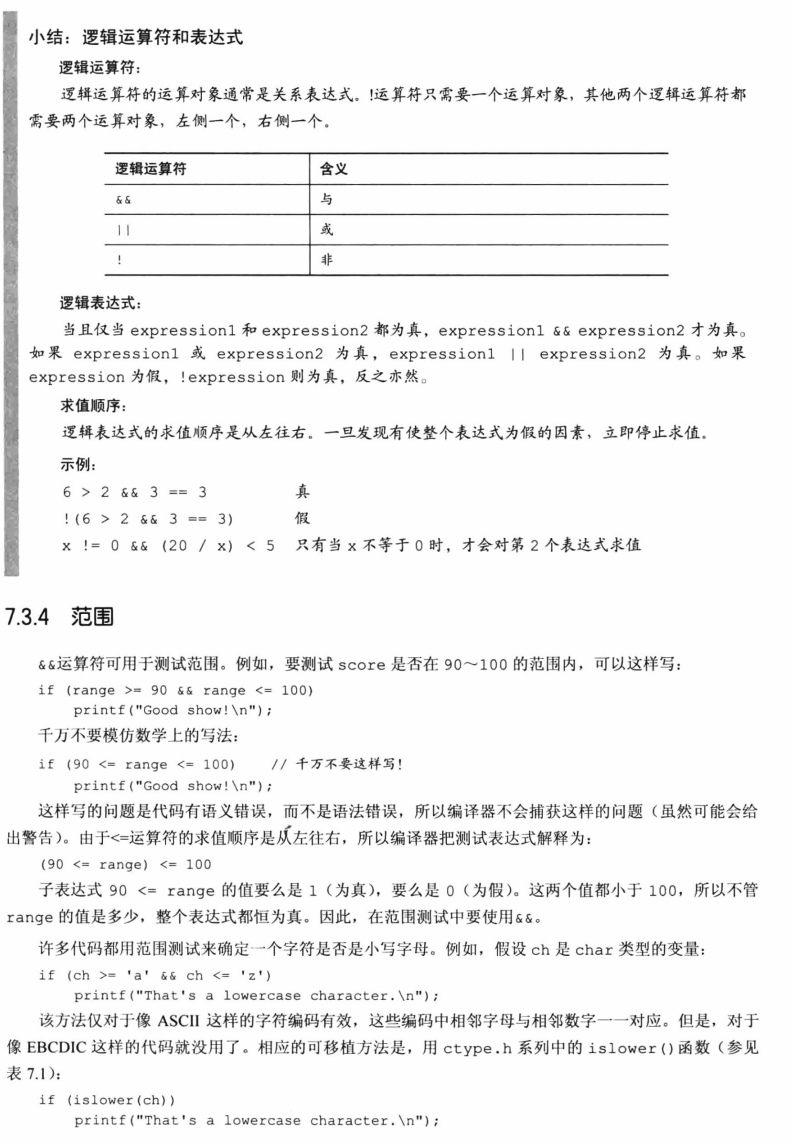 小结：逻辑运算符和表达式
逻辑运算符：
逻辑运算符的运算对象通常是关系表达式。!运算符只需要一个运算对象，其他两个逻辑运算符都
需要两个运算对象，左侧一个，右侧一个。
逻辑运算符 含义
&& 与
|| 或
! 非
逻辑表达式：
当且仅当 expression1 和 expression2 都为真，expression1 && expression2 才为真。
如果 expression1 或 expression2 为真，expression1 || expression2 为真。如果
expression 为假，!expression 则为真，反之亦然。
求值顺序：
逻辑表达式的求值顺序是从左往右。一旦发现有使整个表达式为假的因素，立即停止求值。
示例：
6 > 2 && 3 == 3 真
!(6 > 2 && 3 == 3) 假
x != 0 && (20 / x) < 5 只有当 x 不等于 0 时，才会对第 2 个表达式求值
7.3.4 范围
&&运算符可用于测试范围。例如，要测试 score 是否在 90～100 的范围内，可以这样写：
if (range >= 90 && range <= 100)
printf("Good show!\n");
千万不要模仿数学上的写法：
if (90 <= range <= 100) // 千万不要这样写！
printf("Good show!\n");
这样写的问题是代码有语义错误，而不是语法错误，所以编译器不会捕获这样的问题（虽然可能会给
出警告）。由于<=运算符的求值顺序是从左往右，所以编译器把测试表达式解释为：
(90 <= range) <= 100
子表达式 90 <= range 的值要么是 1（为真），要么是 0（为假）。这两个值都小于 100，所以不管
range 的值是多少，整个表达式都恒为真。因此，在范围测试中要使用&&。
许多代码都用范围测试来确定一个字符是否是小写字母。例如，假设 ch 是 char 类型的变量：
if (ch >= 'a' && ch <= 'z')
printf("That's a lowercase character.\n");
该方法仅对于像 ASCII 这样的字符编码有效，这些编码中相邻字母与相邻数字一一对应。但是，对于
像 EBCDIC 这样的代码就没用了。相应的可移植方法是，用 ctype.h 系列中的 islower()函数（参见
表 7.1）：
if (islower(ch))
printf("That's a lowercase character.\n");